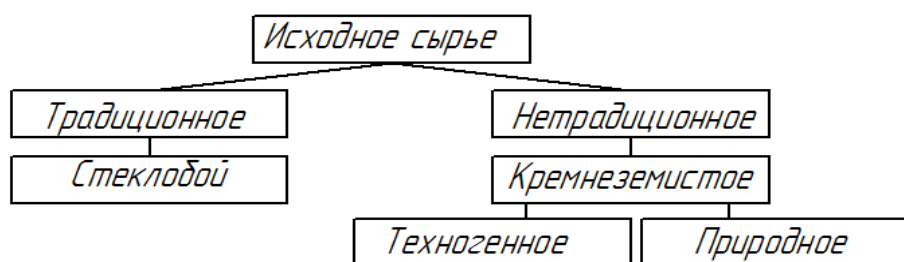 Исходное сырье
Традиционное
Нетрадиционное
Стеклобой
Кремнеземистое
Техногенное
Природное